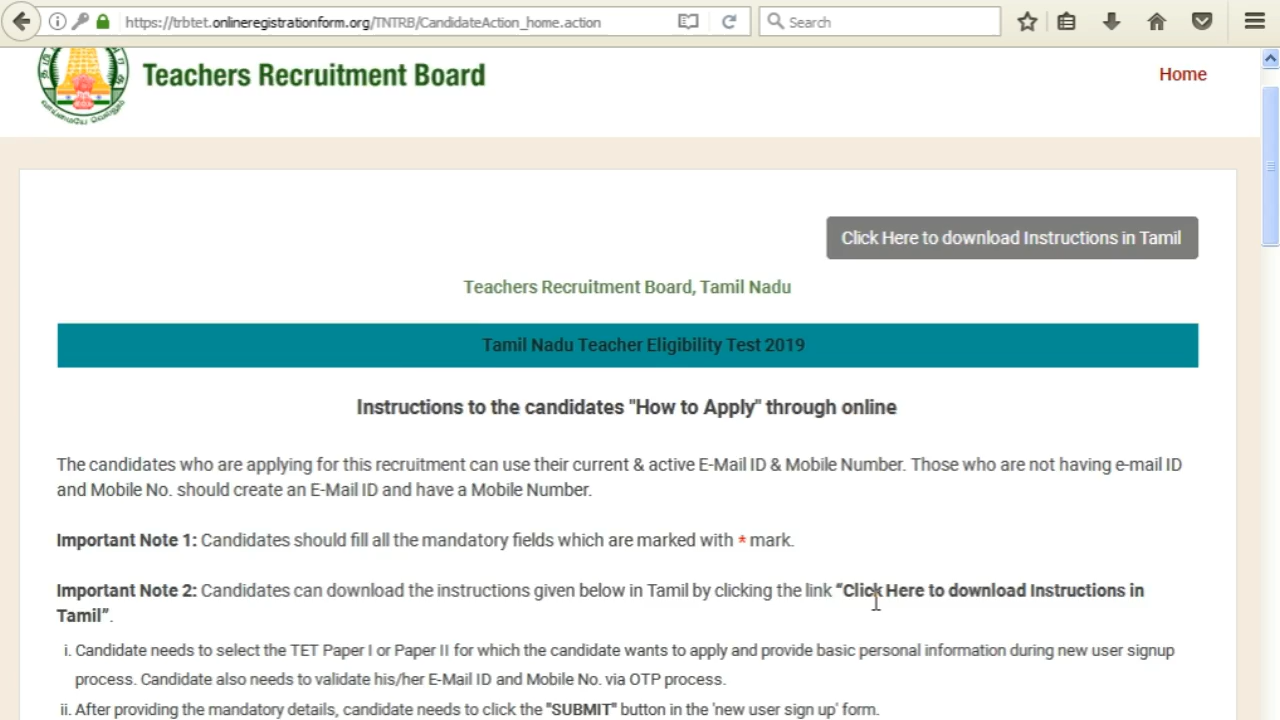 https://trbtet.onlineregistrationform.org/TNTRB/CandidateAction_home.action
Search
Teachers Recruitment Board
Home
Click Here to download Instructions in Tamil
Teachers Recruitment Board, Tamil Nadu
Tamil Nadu Teacher Eligibility Test 2019
Instructions to the candidates "How to Apply" through online
The candidates who are applying for this recruitment can use their current & active E-Mail ID & Mobile Number. Those who are not having e-mail ID
and Mobile No. should create an E-Mail ID and have a Mobile Number.
Important Note 1: Candidates should fill all the mandatory fields which are marked with * mark.
Important Note 2: Candidates can download the instructions given below in Tamil by clicking the link “Click Here to download Instructions in
Tamil”.
i. Candidate needs to select the TET Paper I or Paper II for which the candidate wants to apply and provide basic personal information during new user signup
process. Candidate also needs to validate his/her E-Mail ID and Mobile No. via OTP process.
ii. After providing the mandatory details, candidate needs to click the "SUBMIT" button in the 'new user sign up' form.